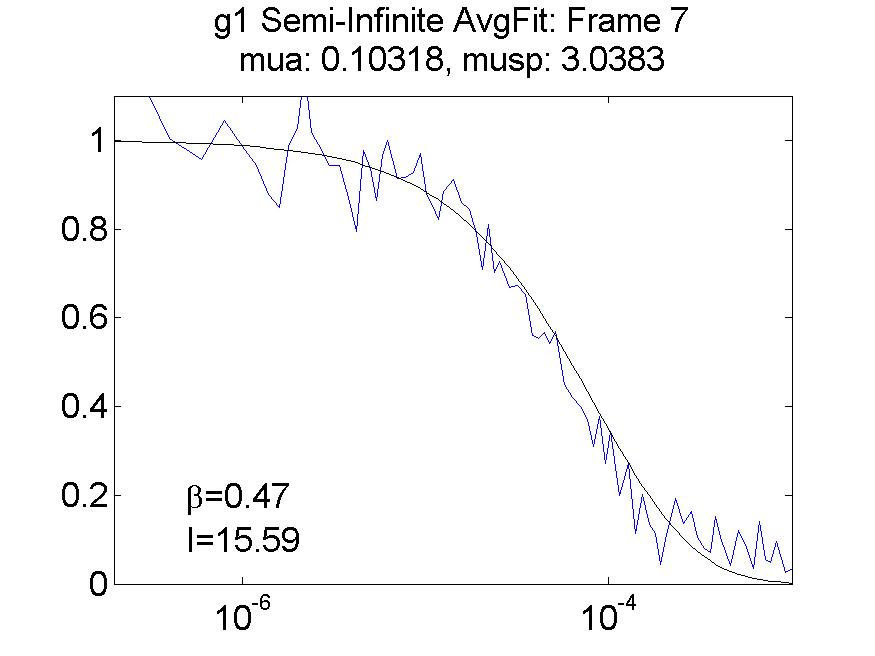 g1 Semi-Infinite AvgFit: Frame 7
mua: 0.10318, musp: 3.0383
1
0.8
0.6
0.4
0.2
0
β=0.47
I=15.59
10^-6
10^-4